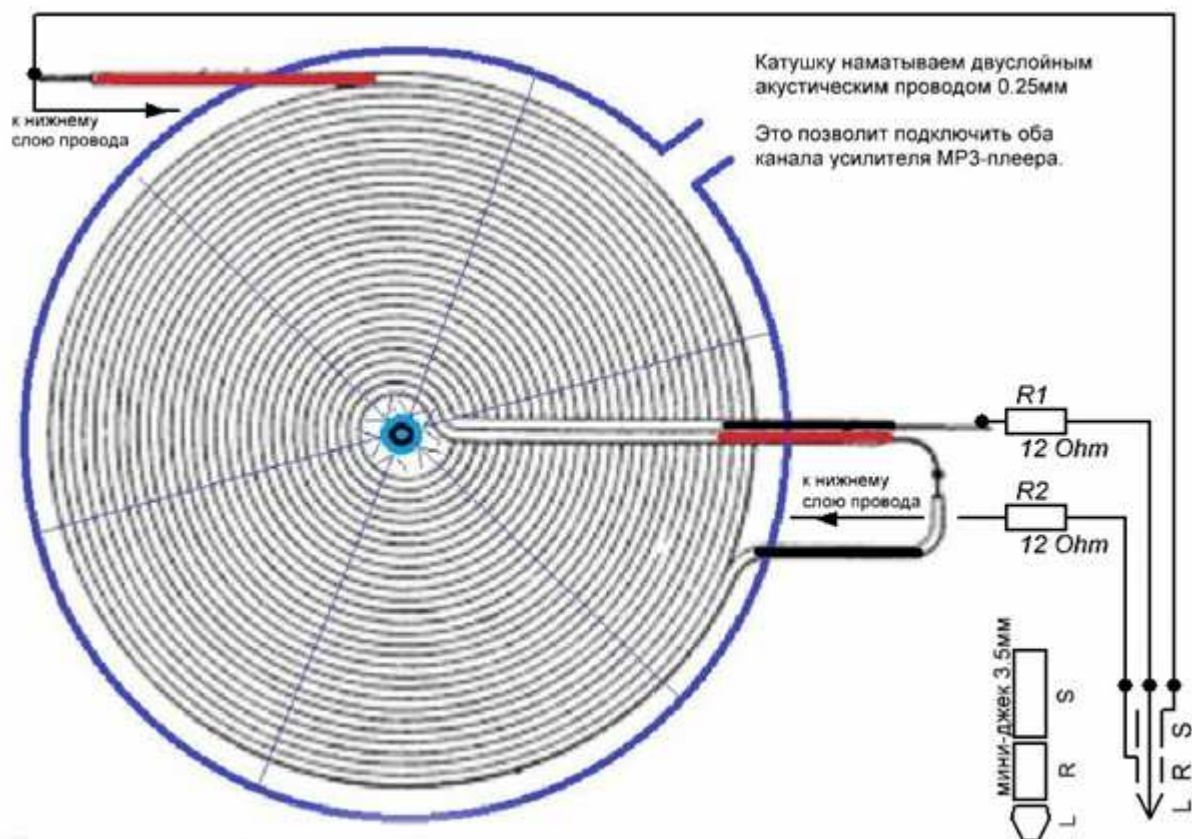 Катушку наматываем двуслойным
акустическим проводом 0.25мм
Это позволит подключить оба
канала усилителя МР3-плеера.
к нижнему
слою провода
R1
12 Ohm
к нижнему
слою провода
R2
12 Ohm
мини-джек 3.5мм
S
R
L
S
R
L